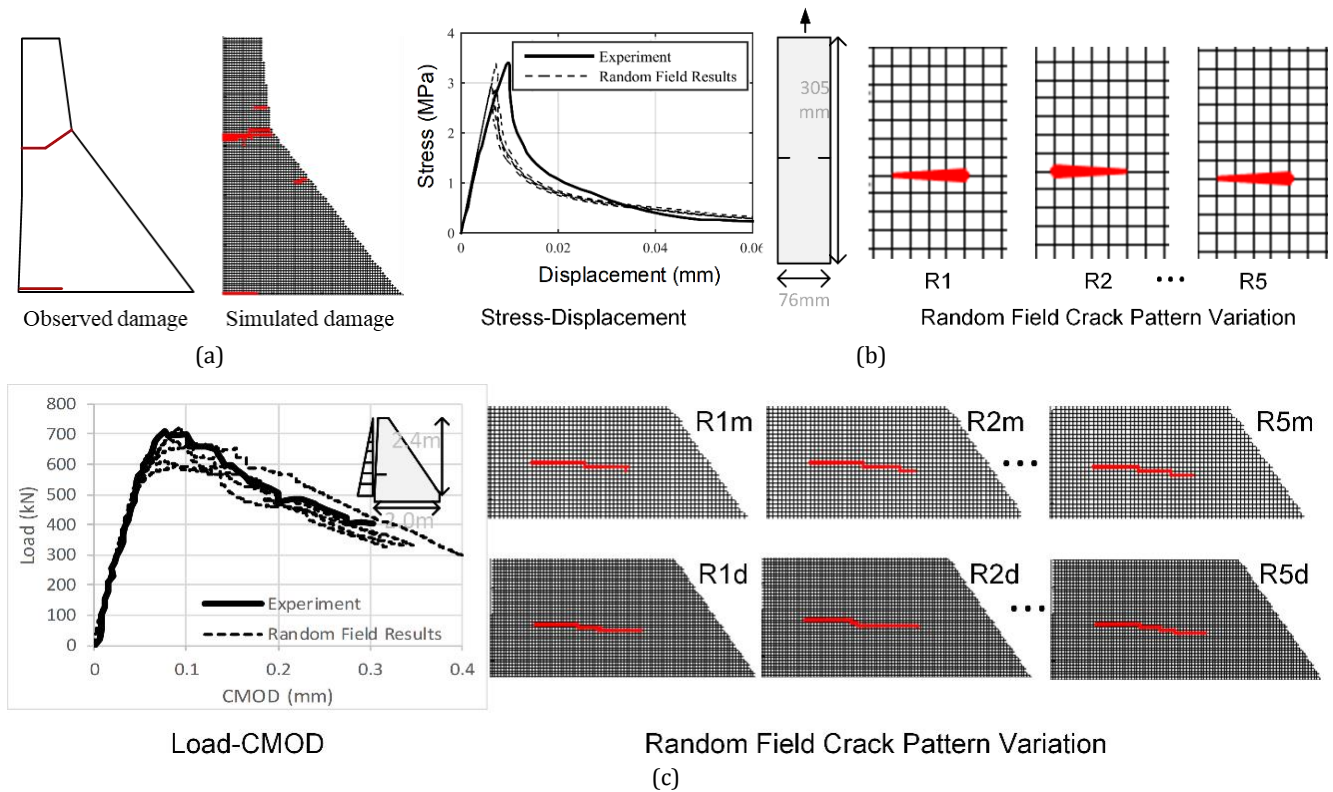 Observed damage
Simulated damage
(a)
Stress (MPa)
4
3
2
1
0
0
0.02
0.04
0.06
Displacement (mm)
Experiment
Random Field Results
Stress-Displacement
305
mm
76mm
R1
R2
•••
R5
Random Field Crack Pattern Variation
(b)
Load (kN)
800
700
600
500
400
300
200
100
0
0
0.1
0.2
0.3
0.4
CMOD (mm)
Experiment
Random Field Results
2.4m
2.0m
Load-CMOD
R1m
R2m
•••
R5m
R1d
R2d
•••
R5d
Random Field Crack Pattern Variation
(c)